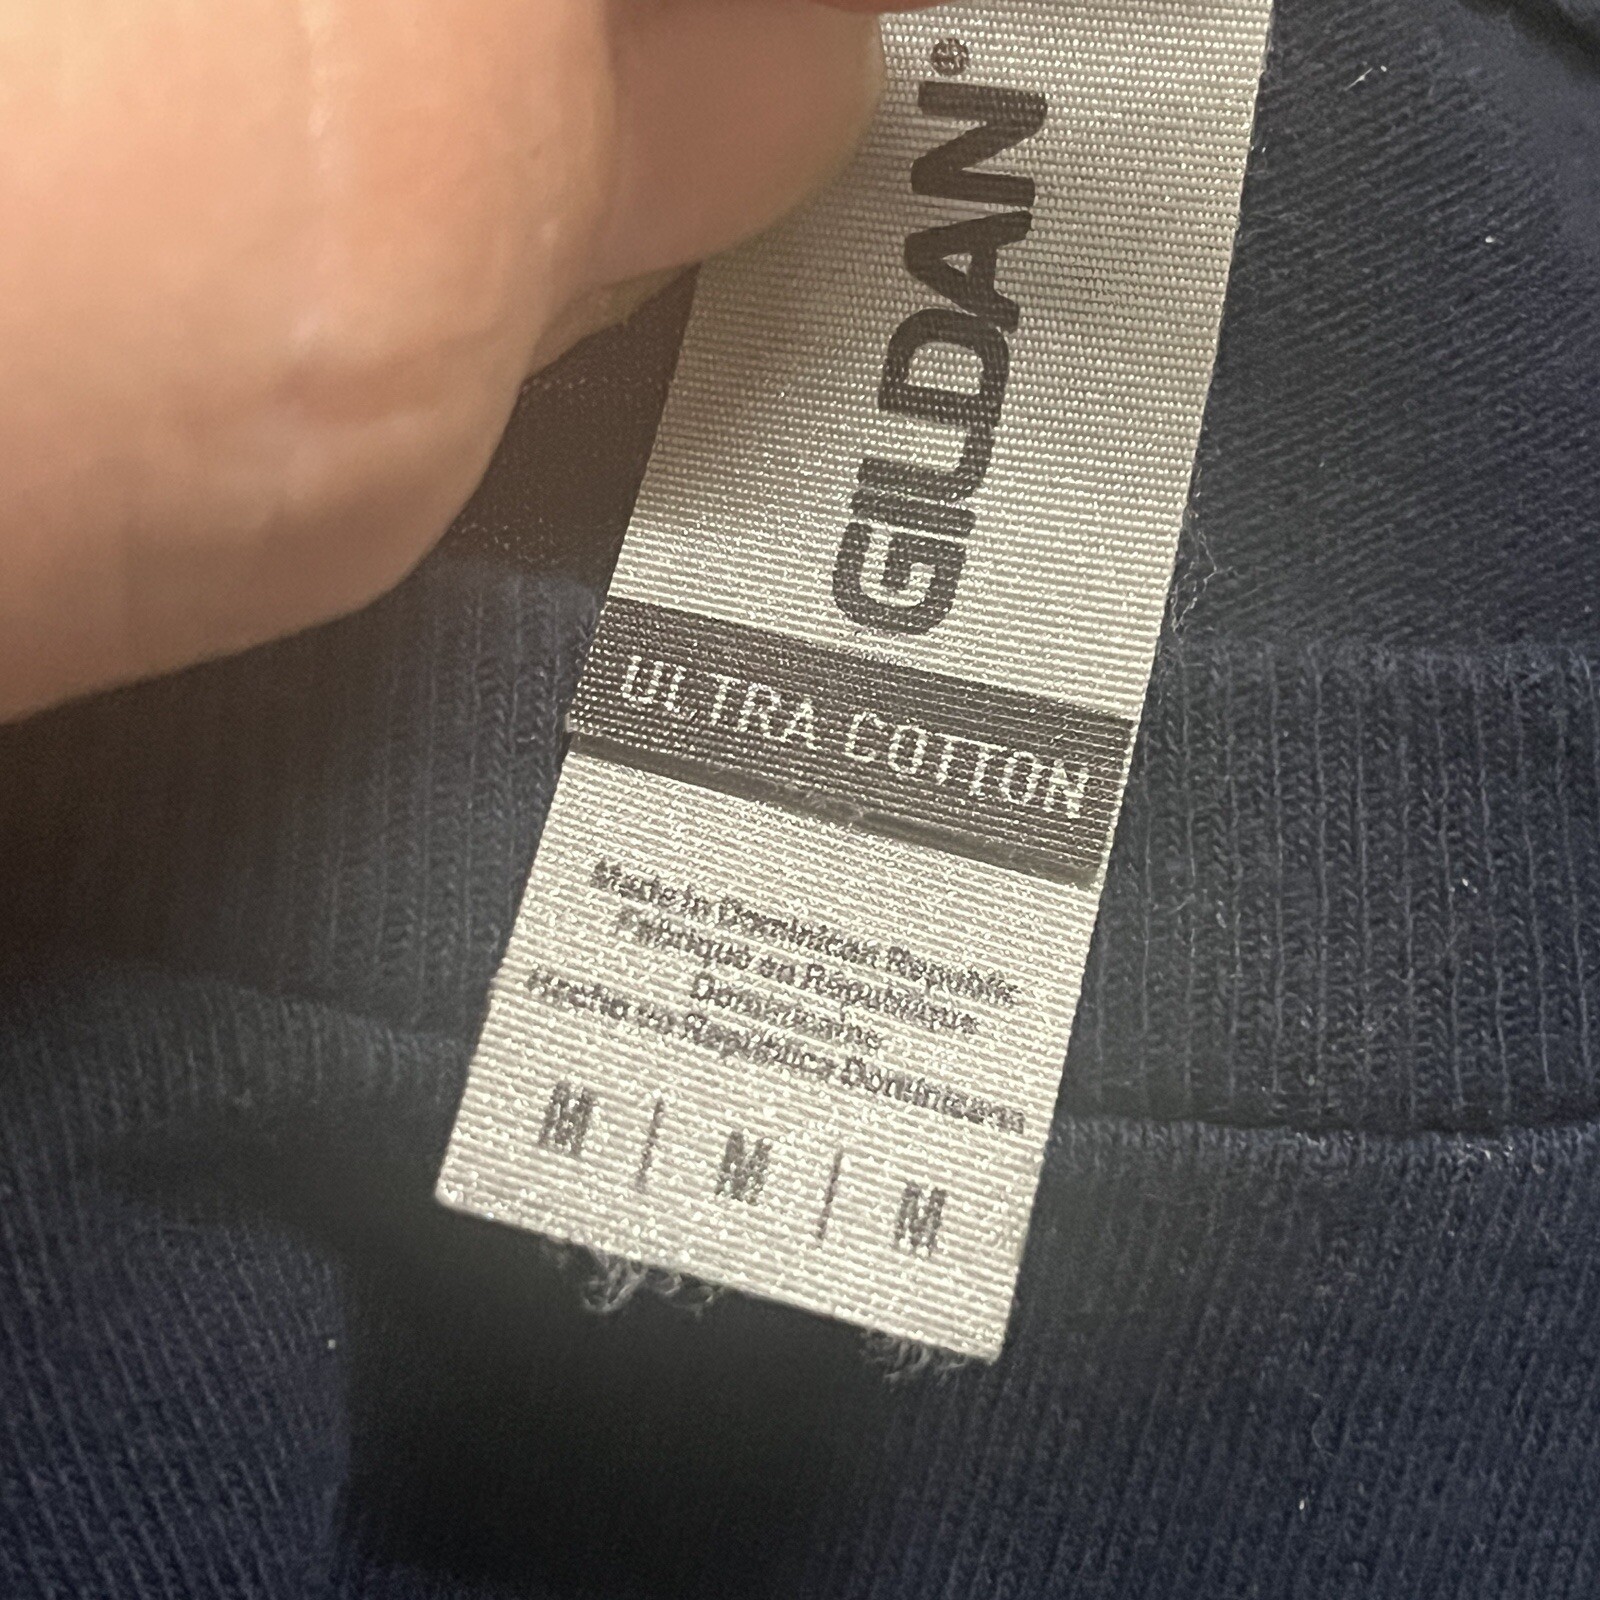 GILDAN®
ULTRA COTTON
Made in Dominican Republic
Fabriqué en République
Dominicaine
Hecho en República Dominicana
M | M | M